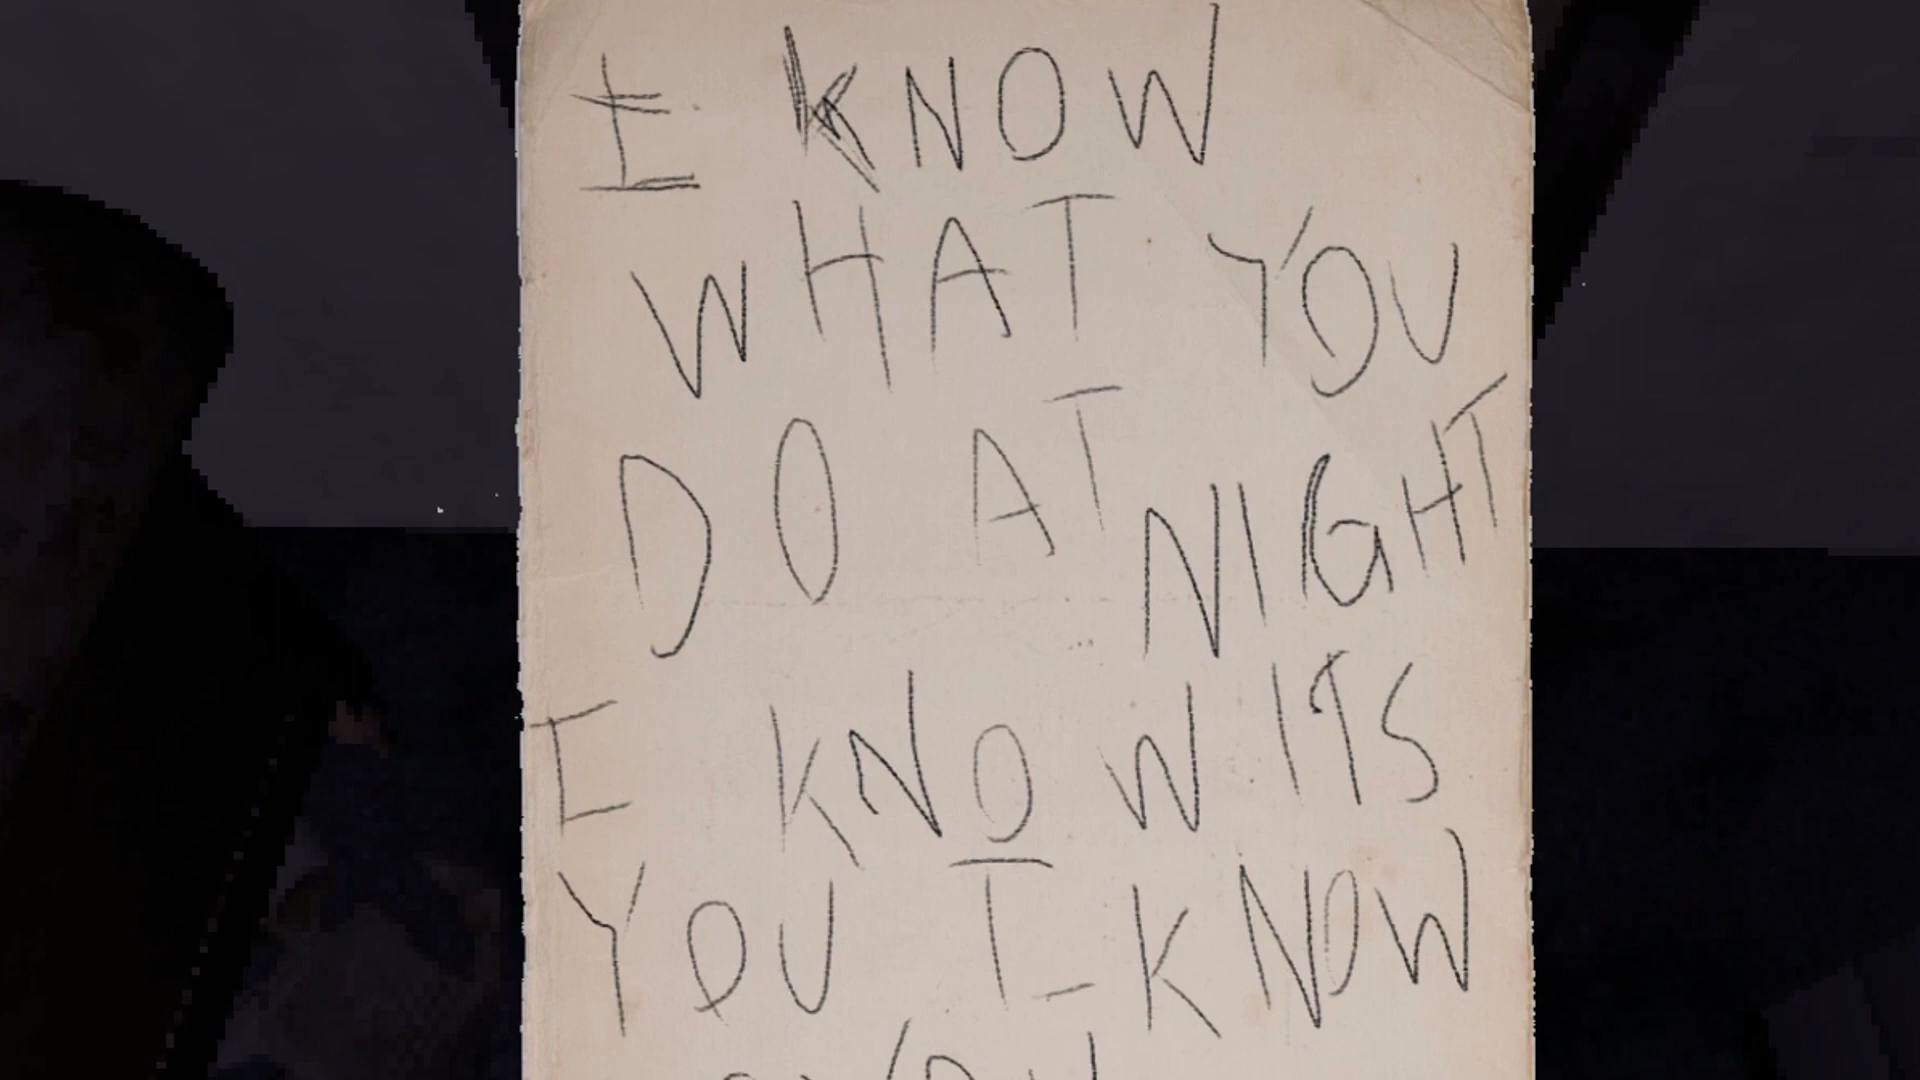 I KNOW
WHAT YOU
DO AT NIGHT
I KNOW ITS
YOU I KNOW